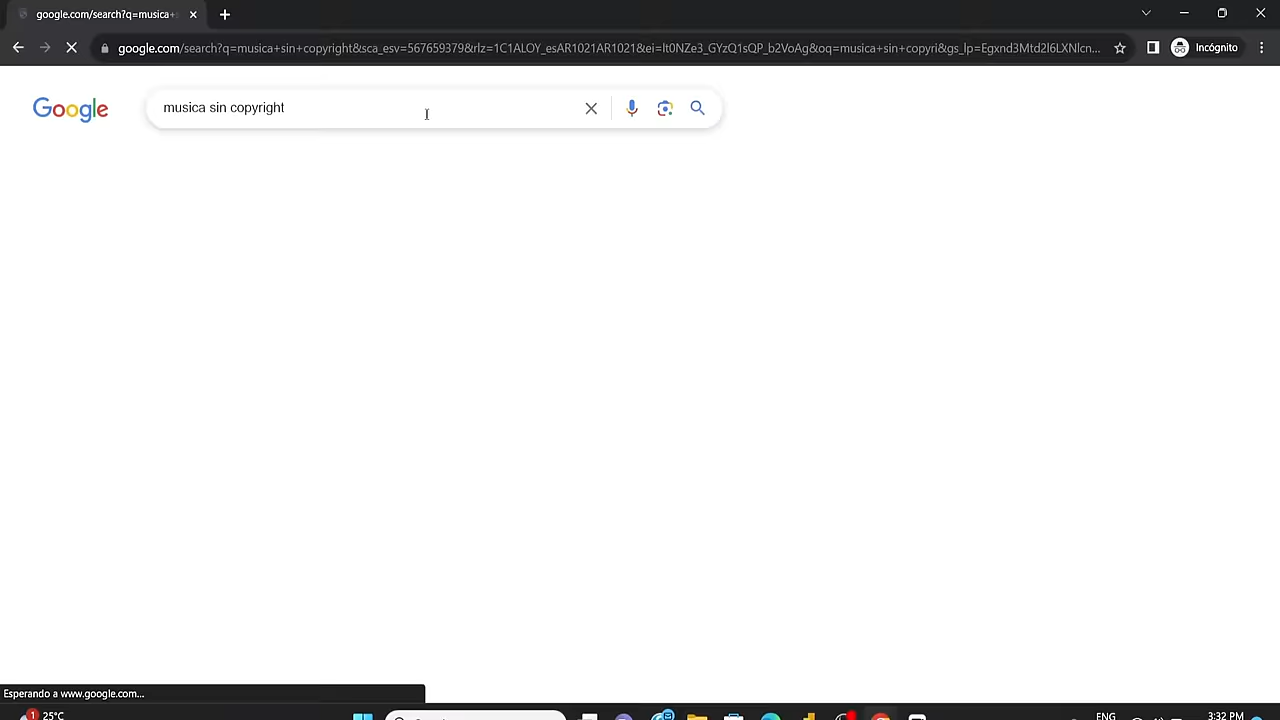 google.com/search?q=musica+s
google.com/search?q=musica+sin+copyright&sca_esv=567659379&rlz=1C1ALOY_esAR1021AR1021&ei=lt0NZe3_GYzQ1sQP_b2VoAg&oq=musica+sin+copyri&gs_lp=Egxnd3Mtd2l6LXNlcn...
Incógnito
Google
musica sin copyright
Esperando a www.google.com...
1
25°C
ENG
3:32 PM